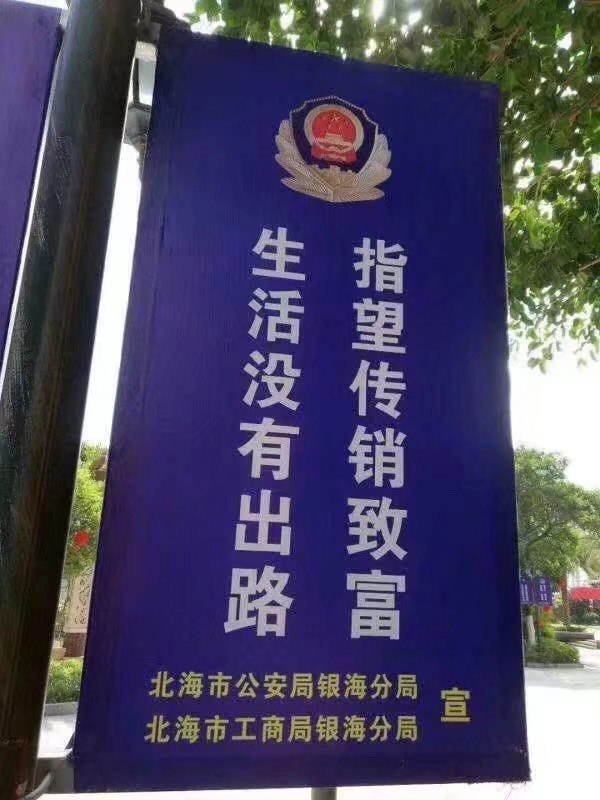 指望传销致富
生活没有出路
北海市公安局银海分局
北海市工商局银海分局
宣